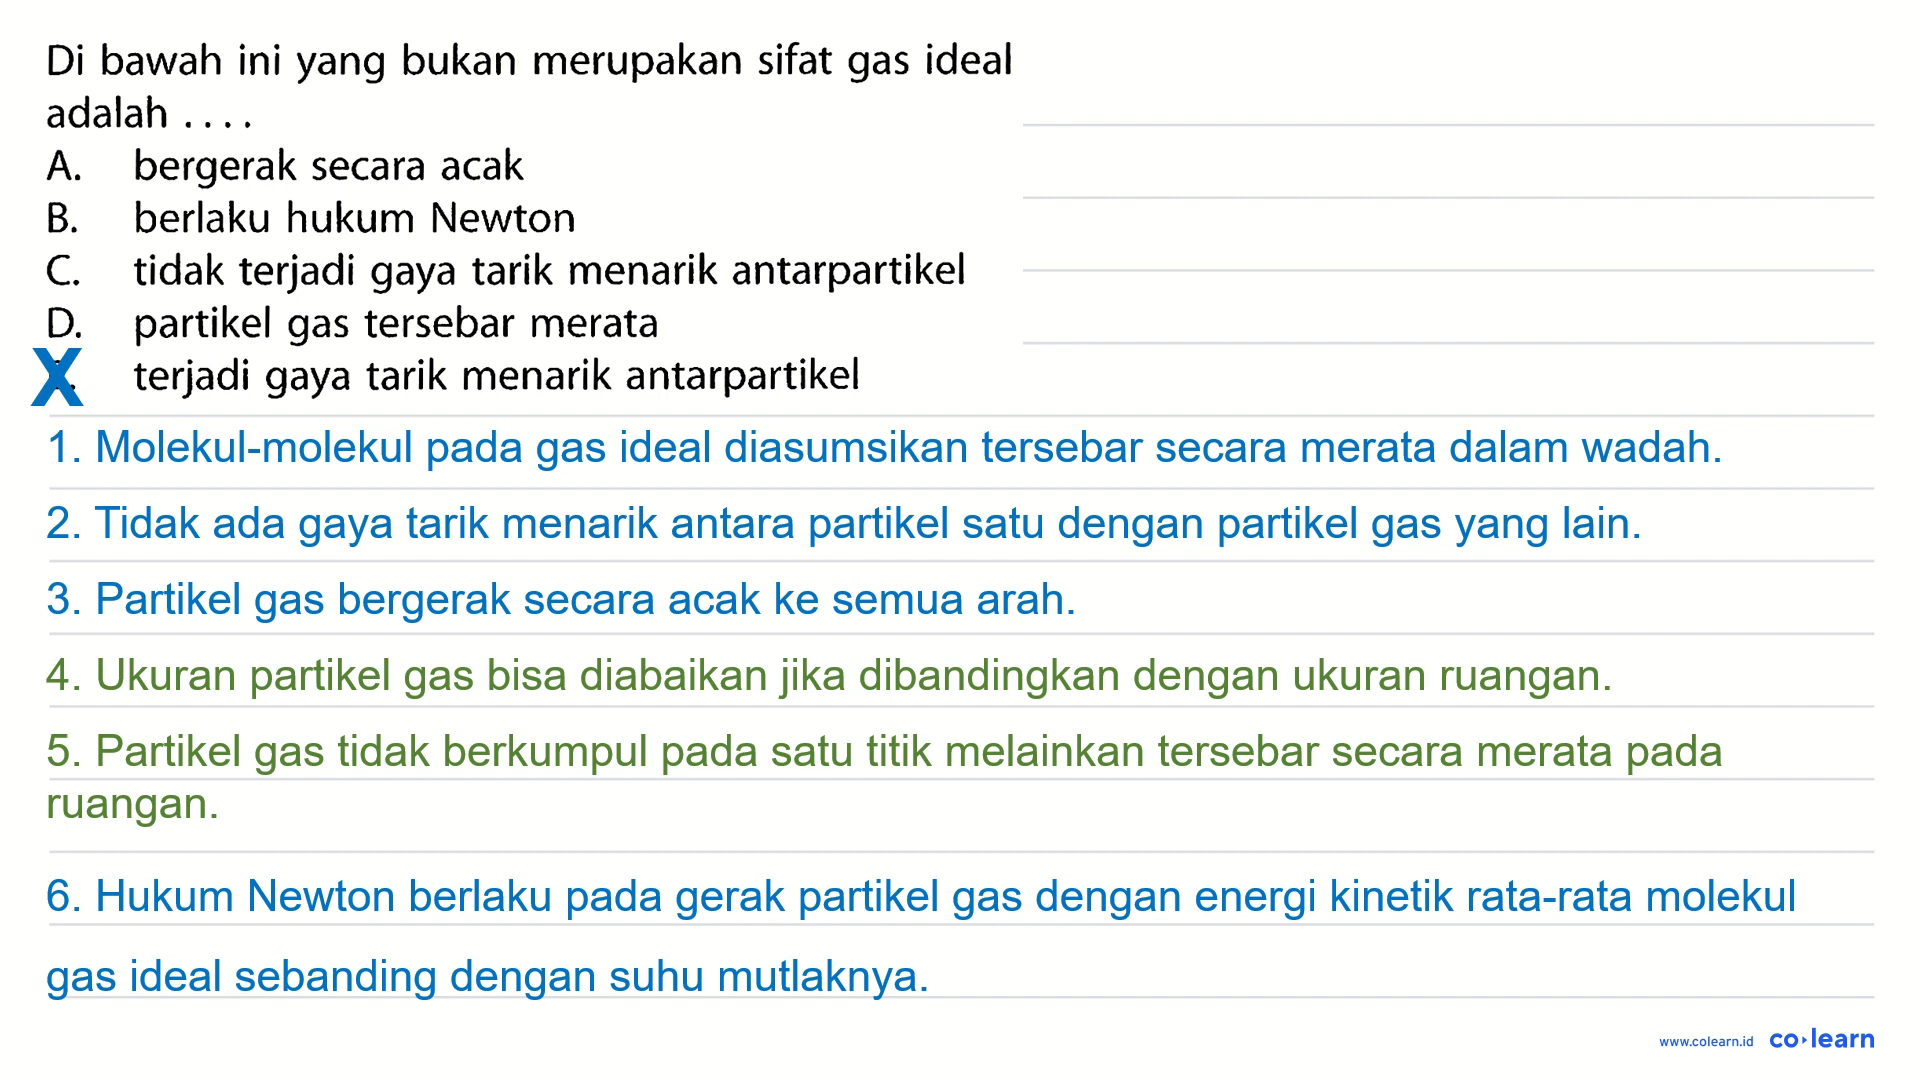 Di bawah ini yang bukan merupakan sifat gas ideal
adalah . . . .
A. bergerak secara acak
B. berlaku hukum Newton
C. tidak terjadi gaya tarik menarik antarpartikel
D. partikel gas tersebar merata
X terjadi gaya tarik menarik antarpartikel
1. Molekul-molekul pada gas ideal diasumsikan tersebar secara merata dalam wadah.
2. Tidak ada gaya tarik menarik antara partikel satu dengan partikel gas yang lain.
3. Partikel gas bergerak secara acak ke semua arah.
4. Ukuran partikel gas bisa diabaikan jika dibandingkan dengan ukuran ruangan.
5. Partikel gas tidak berkumpul pada satu titik melainkan tersebar secara merata pada
ruangan.
6. Hukum Newton berlaku pada gerak partikel gas dengan energi kinetik rata-rata molekul
gas ideal sebanding dengan suhu mutlaknya.
www.colearn.id co learn